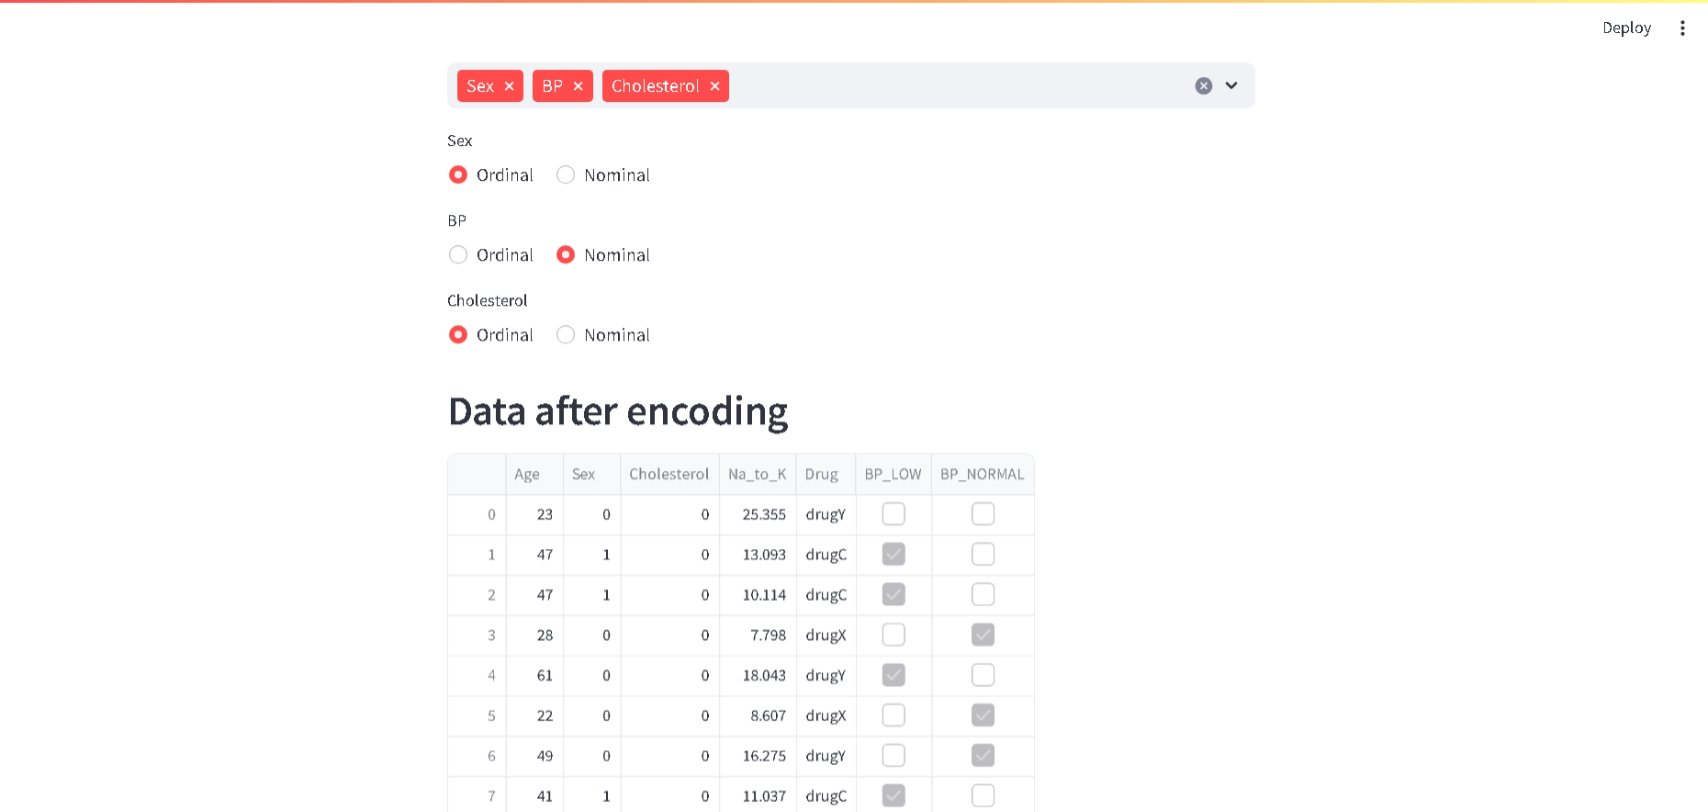 Deploy
Sex BP Cholesterol
Sex
Ordinal Nominal
BP
Ordinal Nominal
Cholesterol
Ordinal Nominal
Data after encoding
Age Sex Cholesterol Na_to_K Drug BP_LOW BP_NORMAL
0 23 0 0 25.355 drugY
1 47 1 0 13.093 drugC
2 47 1 0 10.114 drugC
3 28 0 0 7.798 drugX
4 61 0 0 18.043 drugY
5 22 0 0 8.607 drugX
6 49 0 0 16.275 drugY
7 41 1 0 11.037 drugC